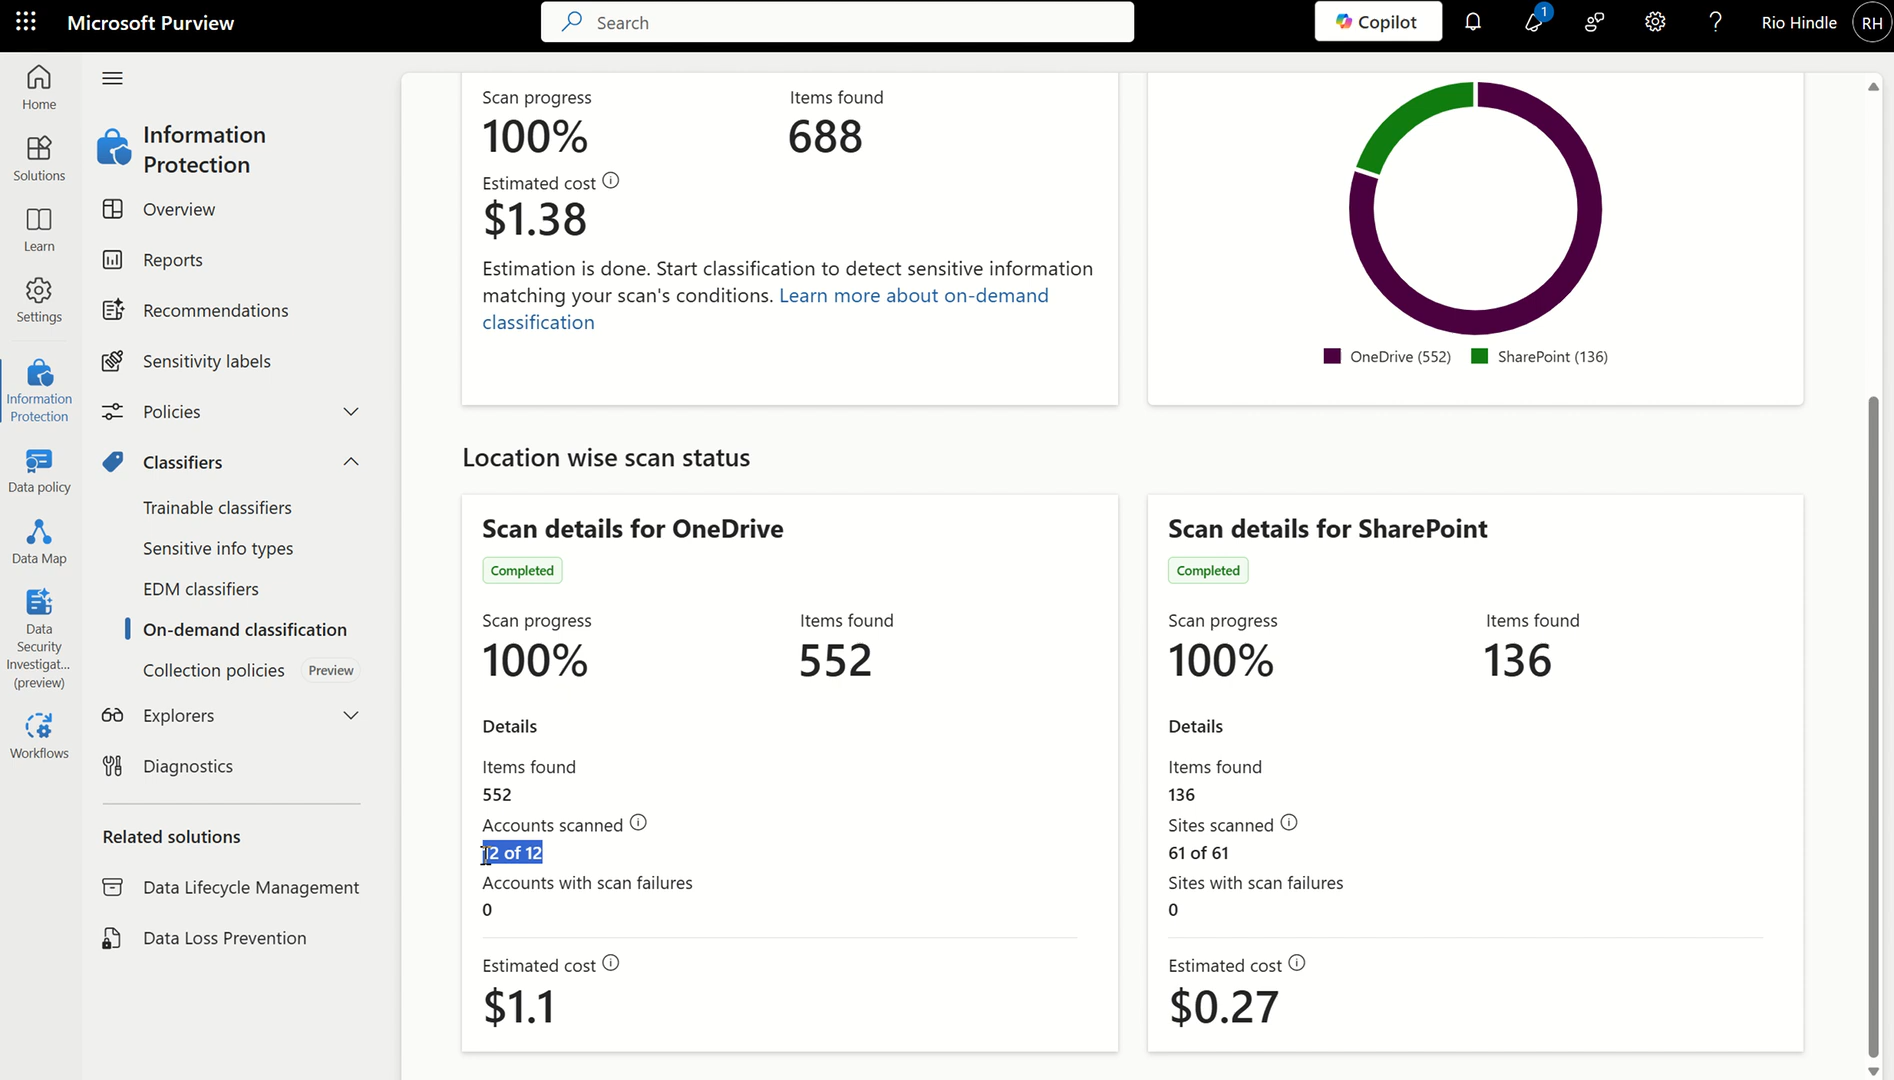 Microsoft Purview
Search
Copilot
1
Rio Hindle
RH
Home
Solutions
Learn
Settings
Information
Protection
Data policy
Data Map
Data
Security
Investigat...
(preview)
Workflows
Information
Protection
Overview
Reports
Recommendations
Sensitivity labels
Policies
Classifiers
Trainable classifiers
Sensitive info types
EDM classifiers
On-demand classification
Collection policies Preview
Explorers
Diagnostics
Related solutions
Data Lifecycle Management
Data Loss Prevention
Scan progress
100%
Items found
688
Estimated cost
$1.38
Estimation is done. Start classification to detect sensitive information
matching your scan's conditions. Learn more about on-demand
classification
OneDrive (552) SharePoint (136)
Location wise scan status
Scan details for OneDrive
Completed
Scan progress
100%
Items found
552
Details
Items found
552
Accounts scanned
12 of 12
Accounts with scan failures
0
Estimated cost
$1.1
Scan details for SharePoint
Completed
Scan progress
100%
Items found
136
Details
Items found
136
Sites scanned
61 of 61
Sites with scan failures
0
Estimated cost
$0.27